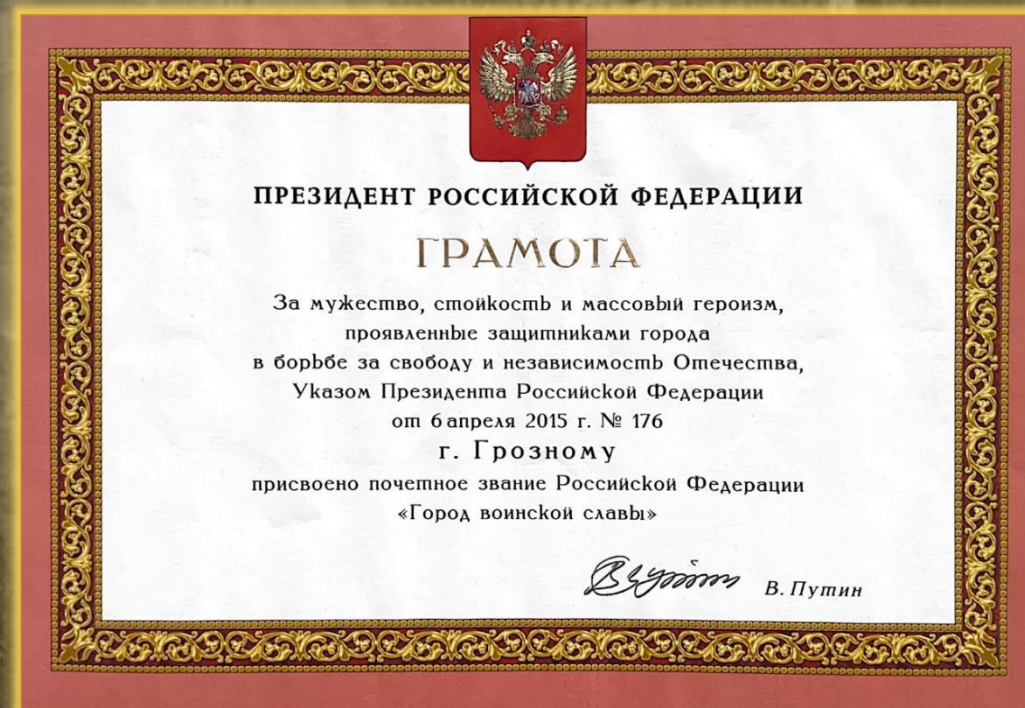 ПРЕЗИДЕНТ РОССИЙСКОЙ ФЕДЕРАЦИИ
ГРАМОТА
За мужество, стойкость и массовый героизм,
проявленные защитниками города
в борьбе за свободу и независимость Отечества,
Указом Президента Российской Федерации
от 6 апреля 2015 г. № 176
г. Грозному
присвоено почетное звание Российской Федерации
«Город воинской славы»
В. Путин